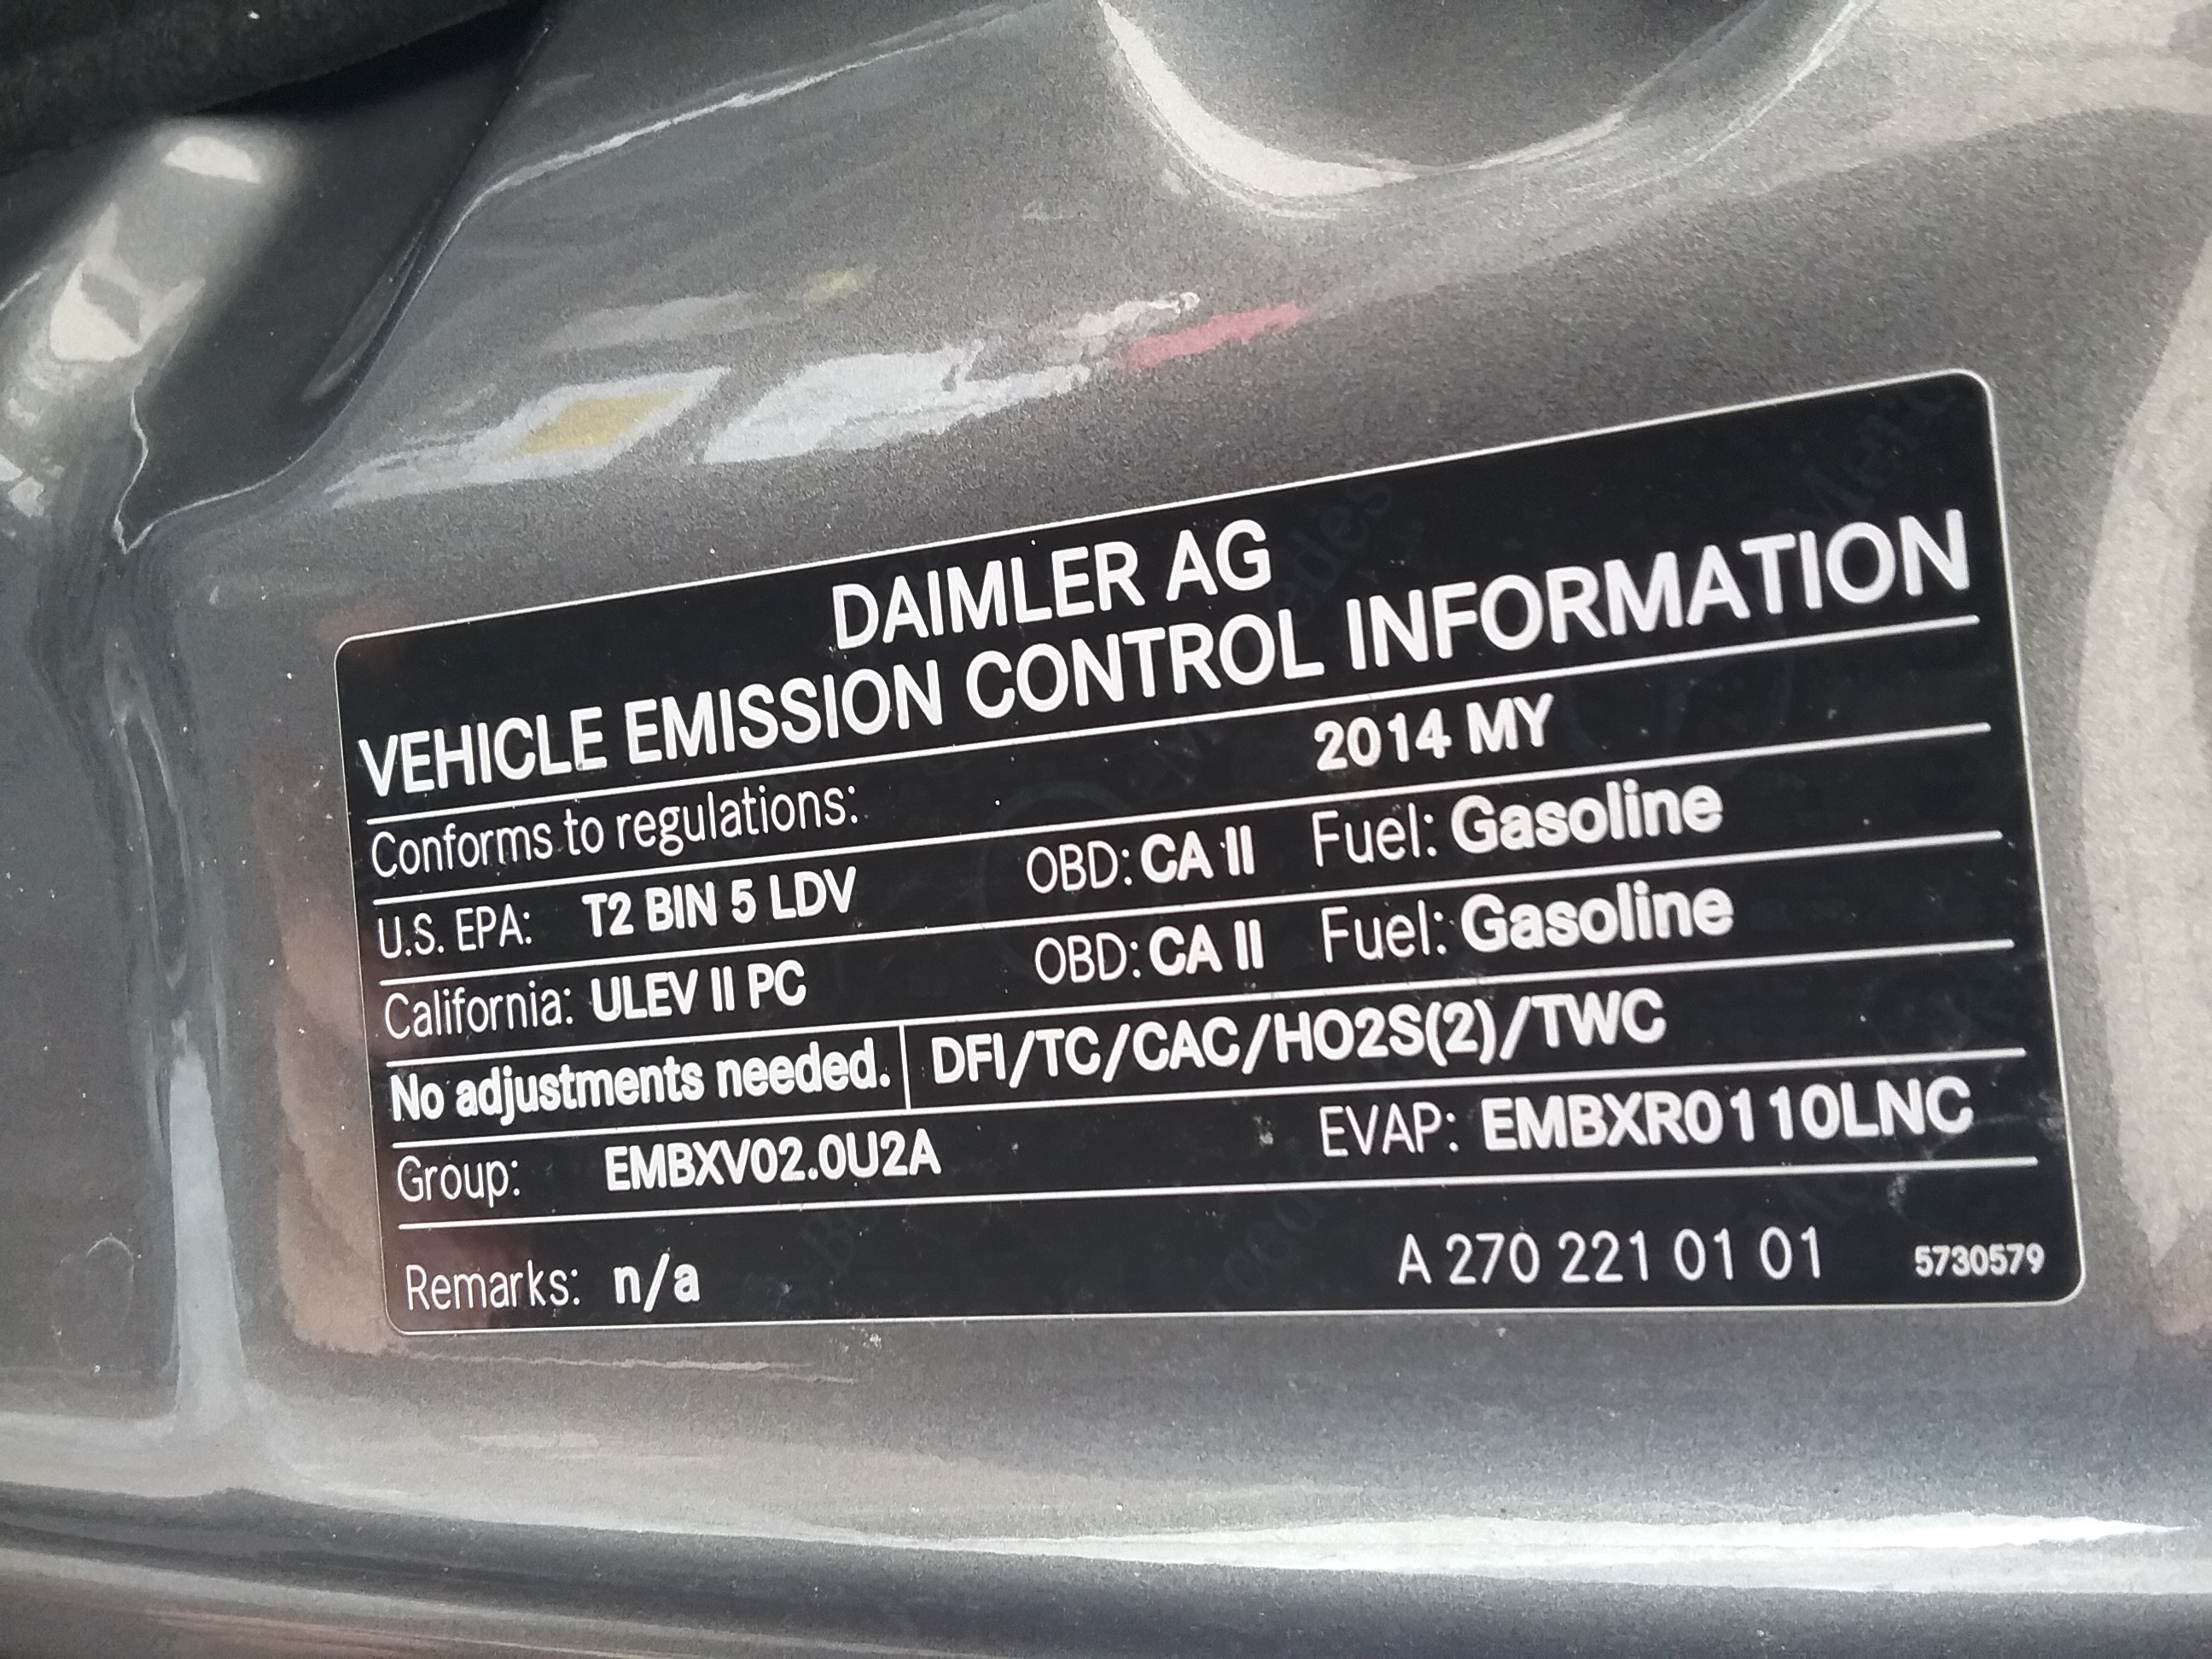 DAIMLER AG
VEHICLE EMISSION CONTROL INFORMATION
Conforms to regulations: 2014 MY
U.S. EPA: T2 BIN 5 LDV OBD: CA II Fuel: Gasoline
California: ULEV II PC OBD: CA II Fuel: Gasoline
No adjustments needed. DFI/TC/CAC/HO2S(2)/TWC
Group: EMBXV02.0U2A EVAP: EMBXR0110LNC
Remarks: n/a A 270 221 01 01 5730579